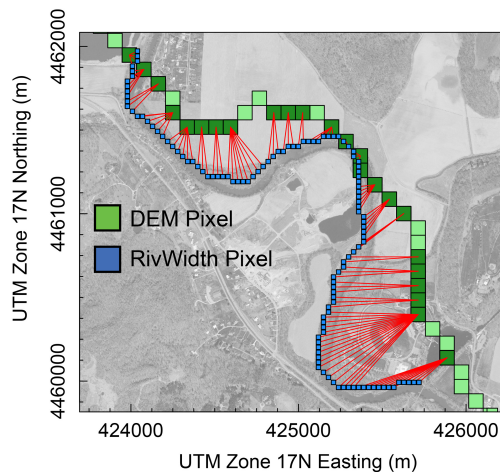 4462000
4461000
4460000
UTM Zone 17N Northing (m)
DEM Pixel
RivWidth Pixel
424000
425000
426000
UTM Zone 17N Easting (m)